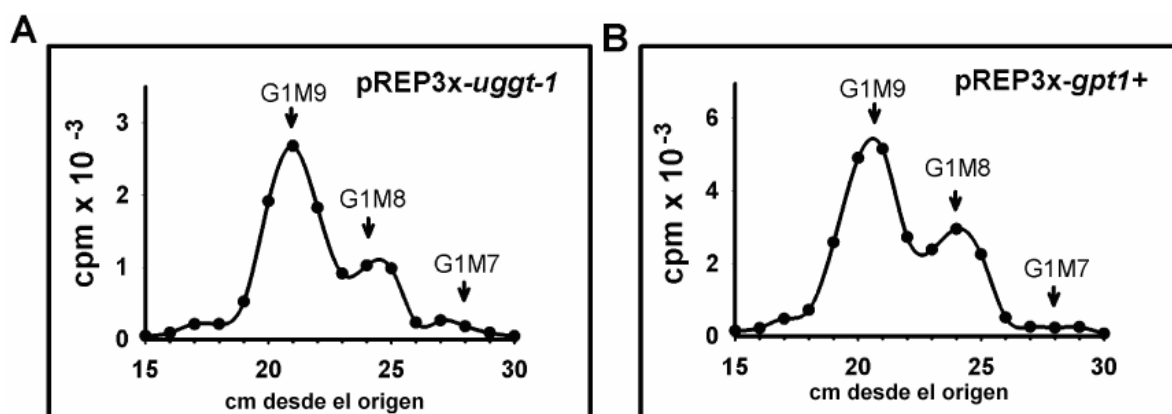 A
pREP3x-uggt-1
G1M9
G1M8
G1M7
3
2
1
0
cpm x 10 -3
15 20 25 30
cm desde el origen
B
pREP3x-gpt1+
G1M9
G1M8
G1M7
6
4
2
0
cpm x 10 -3
15 20 25 30
cm desde el origen